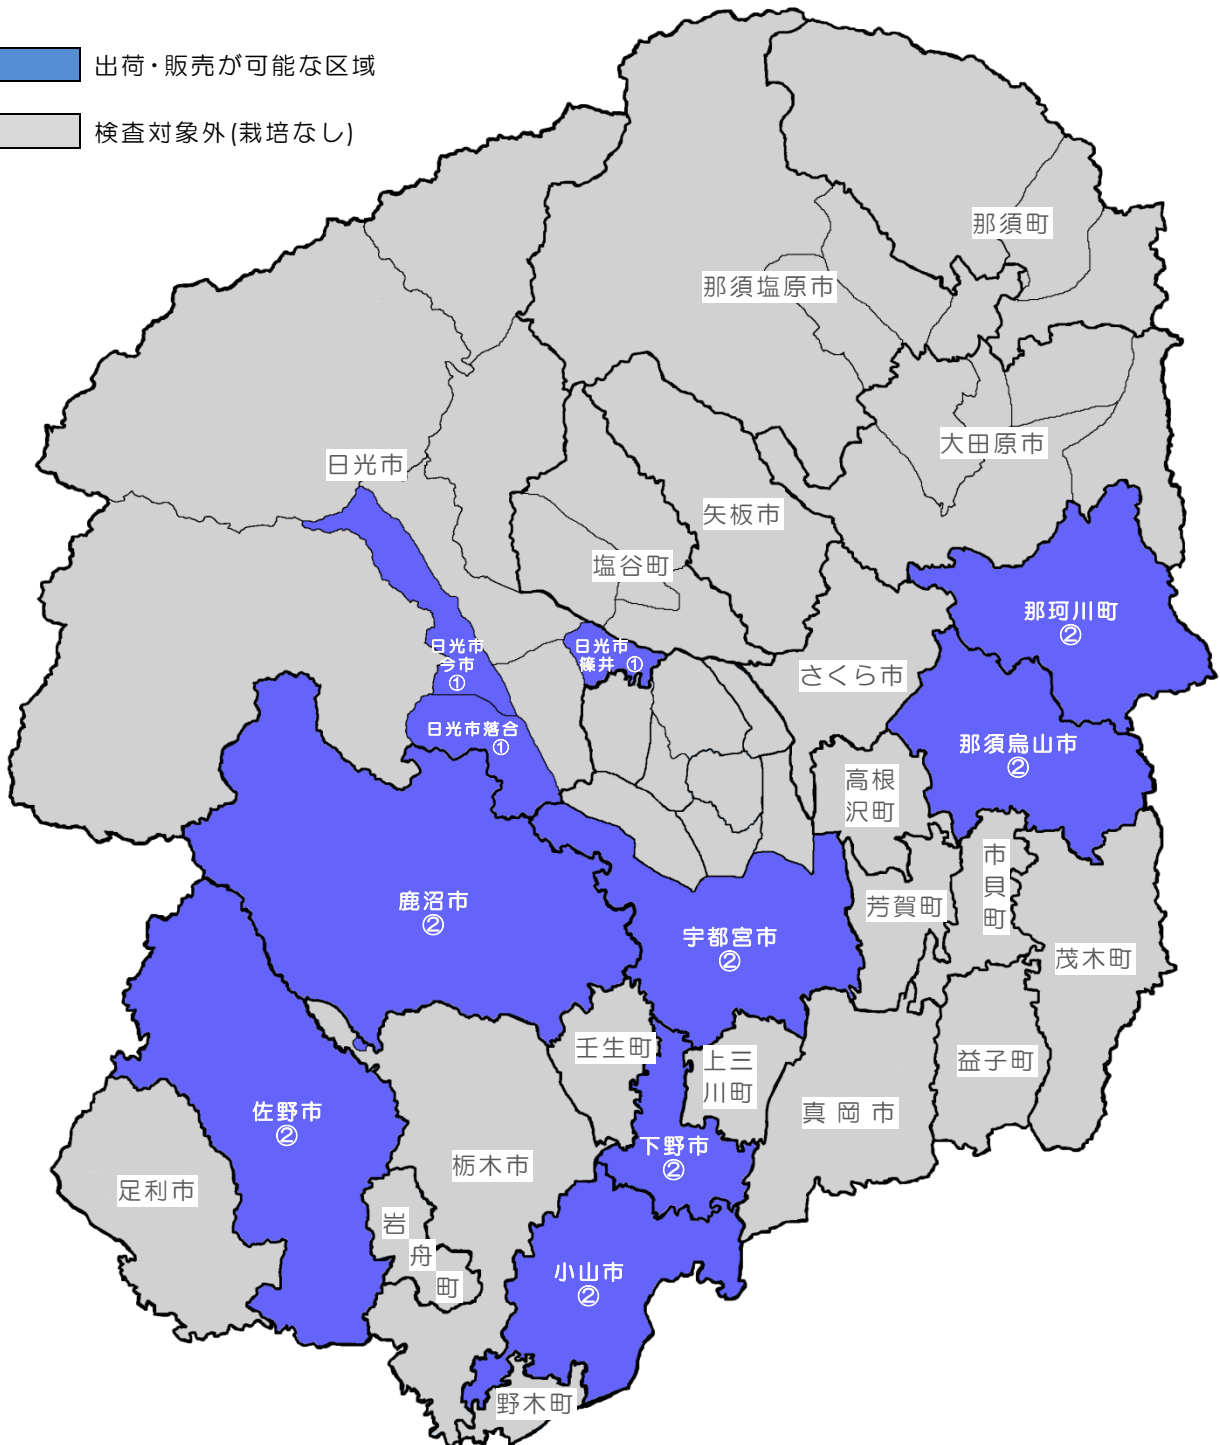 出荷・販売が可能な区域
検査対象外(栽培なし)
那須町
那須塩原市
大田原市
日光市
矢板市
塩谷町
那珂川町
②
日光市
今市
①
日光市
篠井 ①
さくら市
日光市落合
①
那須烏山市
②
高根
沢町
市
貝
町
鹿沼市
②
芳賀町
宇都宮市
②
茂木町
壬生町
上三
川町
益子町
佐野市
②
真岡市
下野市
②
栃木市
足利市
岩
舟
町
小山市
②
野木町